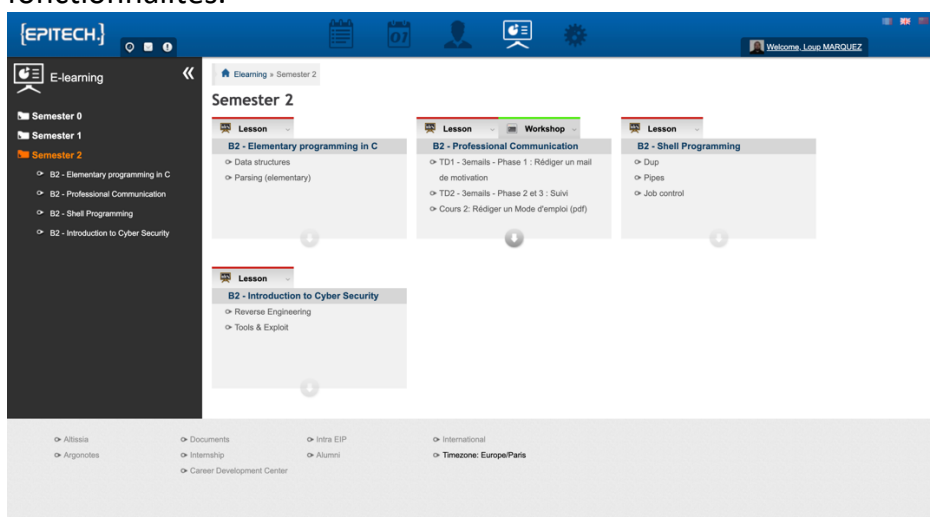 fonctionnalités.
{EPITECH.}
07
Welcome, Loup MARQUEZ
E-learning
«
Semester 0
Semester 1
Semester 2
B2 - Elementary programming in C
B2 - Professional Communication
B2 - Shell Programming
B2 - Introduction to Cyber Security
Elearning » Semester 2
Semester 2
Lesson
B2 - Elementary programming in C
Data structures
Parsing (elementary)
Lesson
Workshop
B2 - Professional Communication
TD1 - 3emails - Phase 1 : Rédiger un mail
de motivation
TD2 - 3emails - Phase 2 et 3 : Suivi
Cours 2: Rédiger un Mode d'emploi (pdf)
Lesson
B2 - Shell Programming
Dup
Pipes
Job control
Lesson
B2 - Introduction to Cyber Security
Reverse Engineering
Tools & Exploit
Altissia
Argonotes
Documents
Internship
Career Development Center
Intra EIP
Alumni
International
Timezone: Europe/Paris